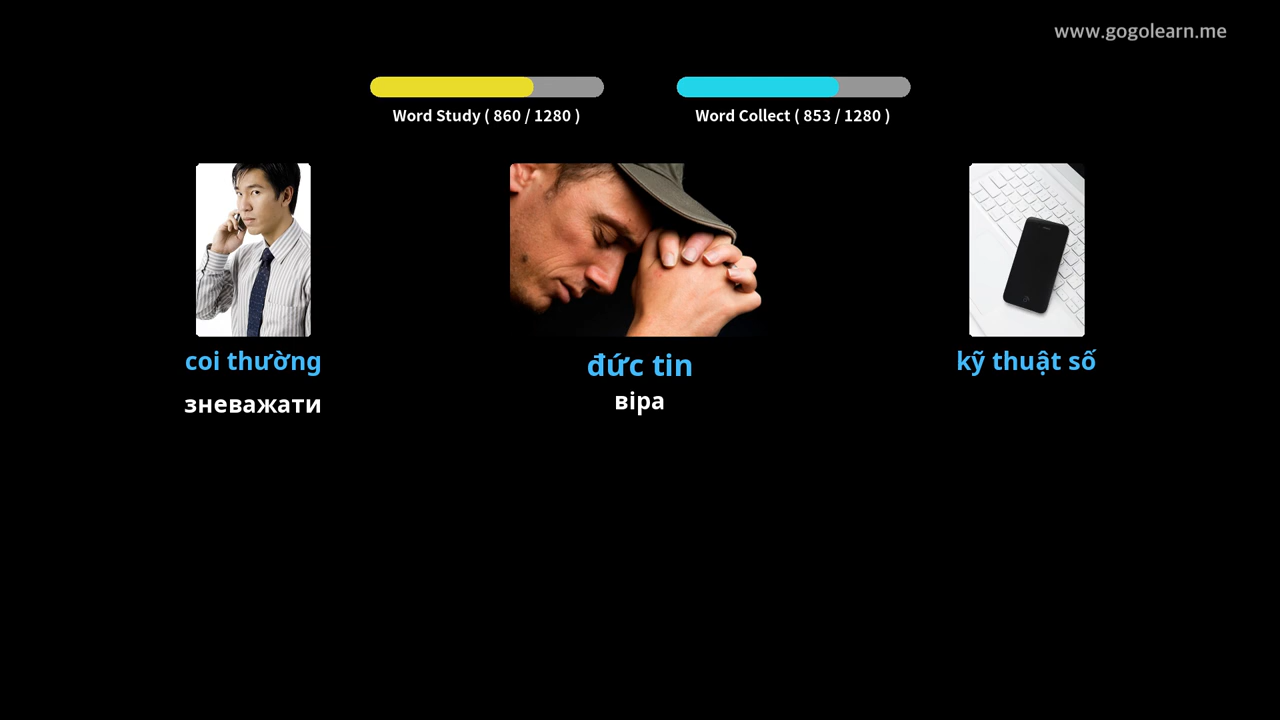 www.gogolearn.me
Word Study ( 860 / 1280 )
Word Collect ( 853 / 1280 )
coi thường
зневажати
đức tin
віра
kỹ thuật số